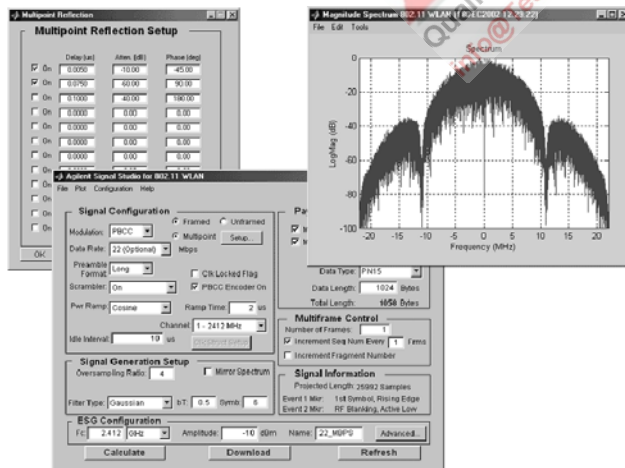 Multipoint Reflection
Multipoint Reflection Setup
Delay (us) Atten. (dB) Phase (deg)
On 0.0050 -10.00 -45.00
On 0.0750 -60.00 90.00
On 0.1000 -40.00 180.00
On 0.0000 0.00 0.00
On 0.0000 0.00 0.00
On 0.0000 0.00 0.00
On 0.0000 0.00 0.00
On
On
On
OK
Magnitude Spectrum 802.11 WLAN
File Edit Tools
Spectrum
LogMag (dB)
0
-20
-40
-60
-80
-100
-20 -15 -10 -5 0 5 10 15 20
Frequency (MHz)
Agilent Signal Studio for 802.11 WLAN
File Plot Configuration Help
Signal Configuration
Framed Unframed
Modulation: PBCC
Multipoint Setup...
Data Rate: 22 (Optional) Mbps
Preamble Format: Long
Clk Locked Flag
Scrambler: On
PBCC Encoder On
Pwr Ramp: Cosine Ramp Time 2 us
Channel: 1 - 2412 MHz
Idle Interval: 10 us
Data Type: PN15
Data Length: 1024 Bytes
Total Length: 1058 Bytes
Multiframe Control
Number of Frames: 1
Increment Seq Num Every 1 Frms
Increment Fragment Number
Signal Generation Setup
Oversampling Ratio: 4 Mirror Spectrum
Filter Type: Gaussian bT: 0.5 Symb: 6
Signal Information
Projected Length: 25992 Samples
Event 1 Mkr: 1st Symbol, Rising Edge
Event 2 Mkr: RF Blanking, Active Low
ESG Configuration
Fc: 2.412 GHz Amplitude: -10 dBm Name: 22_MBPS Advanced...
Calculate Download Refresh